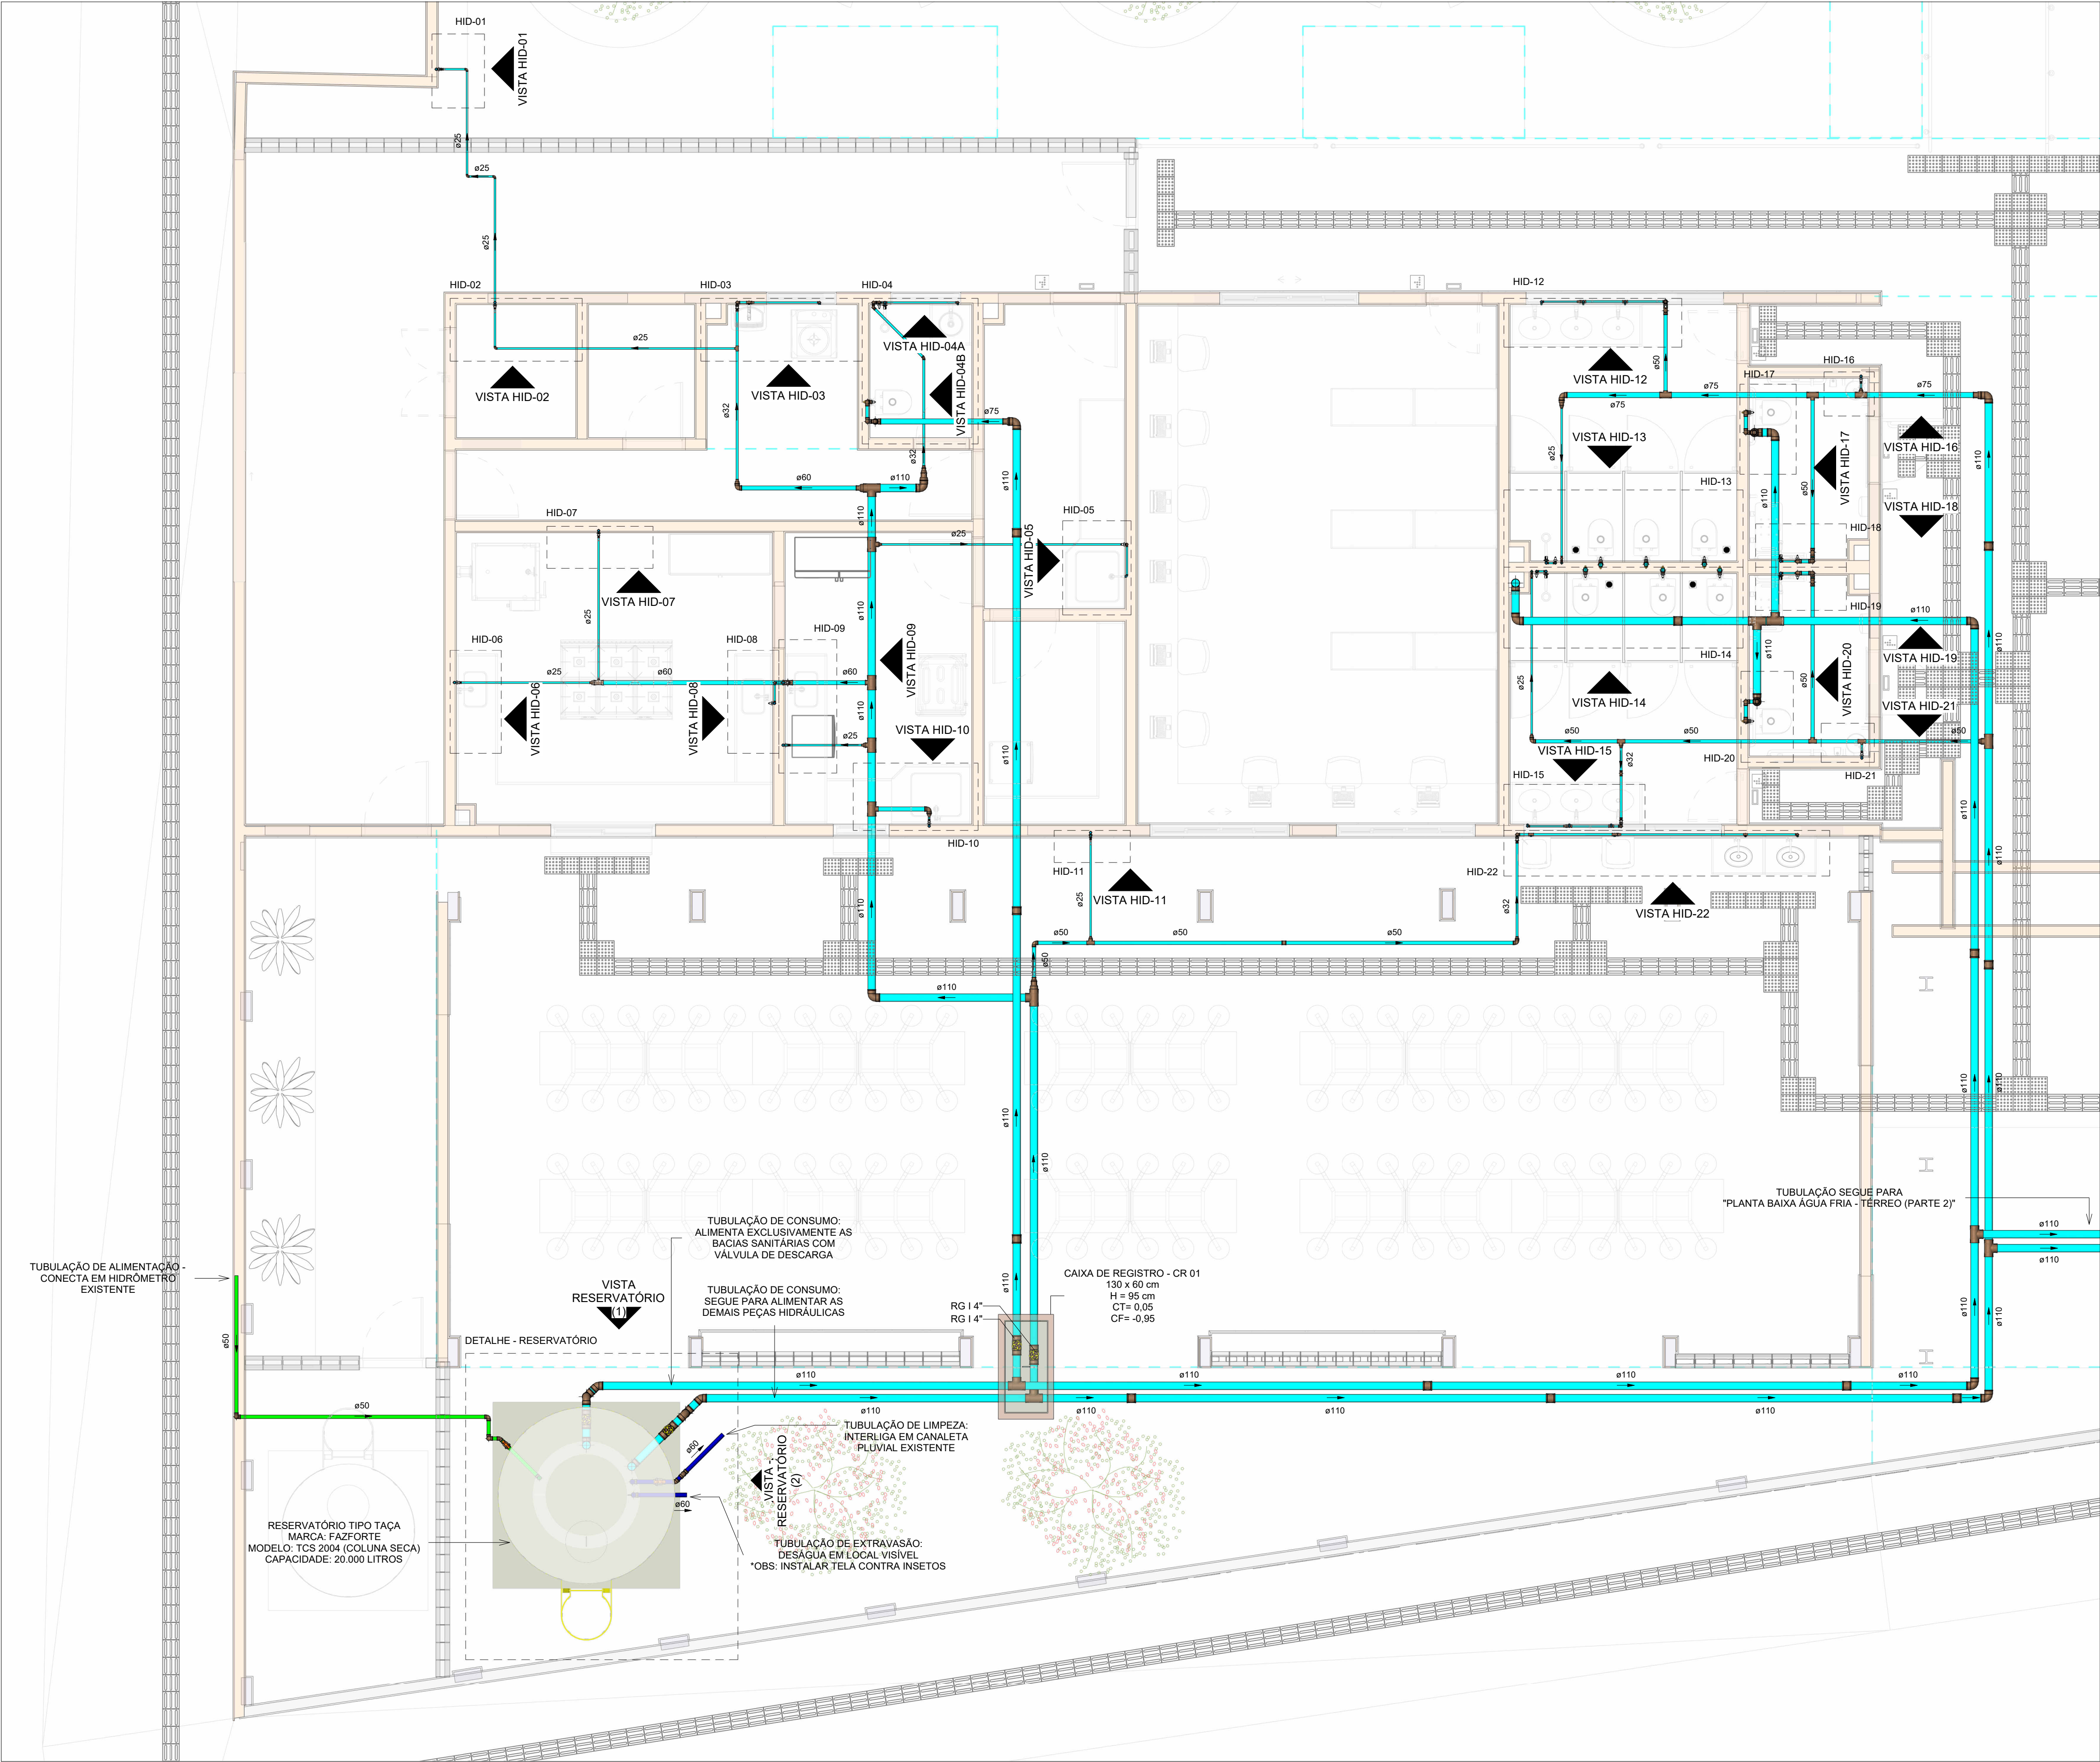 HID-01
VISTA HID-01
ø25
ø25
ø25
HID-02
HID-03
HID-04
HID-12
ø25
VISTA HID-04A
VISTA HID-04B
VISTA HID-02
VISTA HID-03
ø32
ø75
ø32
ø60
ø110
ø110
ø110
ø50
VISTA HID-12
HID-16
HID-17
ø75
ø75
ø75
VISTA HID-13
ø25
VISTA HID-16
VISTA HID-17
ø110
HID-13
ø110
ø50
VISTA HID-18
HID-18
HID-07
HID-05
ø25
VISTA HID-05
VISTA HID-07
ø25
ø110
HID-19
ø110
HID-06
HID-08
HID-09
VISTA HID-09
ø25
ø60
ø60
VISTA HID-06
VISTA HID-08
ø110
VISTA HID-10
ø25
ø110
HID-14
ø110
ø110
VISTA HID-19
VISTA HID-20
ø25
ø50
VISTA HID-14
VISTA HID-21
ø50
ø50
ø50
VISTA HID-15
ø32
HID-20
HID-21
HID-15
ø110
HID-10
HID-11
ø25
VISTA HID-11
HID-22
ø32
VISTA HID-22
ø110
ø110
ø50
ø50
ø50
ø50
ø110
ø110
ø110
ø110
ø110
TUBULAÇÃO SEGUE PARA
"PLANTA BAIXA ÁGUA FRIA - TÉRREO (PARTE 2)"
ø110
ø110
TUBULAÇÃO DE CONSUMO:
ALIMENTA EXCLUSIVAMENTE AS
BACIAS SANITÁRIAS COM
VÁLVULA DE DESCARGA
TUBULAÇÃO DE ALIMENTAÇÃO -
CONECTA EM HIDRÔMETRO
EXISTENTE
VISTA
RESERVATÓRIO
(1)
TUBULAÇÃO DE CONSUMO:
SEGUE PARA ALIMENTAR AS
DEMAIS PEÇAS HIDRÁULICAS
ø110
CAIXA DE REGISTRO - CR 01
130 x 60 cm
H = 95 cm
CT= 0,05
CF= -0,95
RG I 4"
RG I 4"
ø110
ø110
ø50
DETALHE - RESERVATÓRIO
ø110
ø110
ø110
ø110
ø50
ø110
ø110
ø110
ø110
TUBULAÇÃO DE LIMPEZA:
INTERLIGA EM CANALETA
PLUVIAL EXISTENTE
ø60
VISTA
RESERVATÓRIO
(2)
ø60
RESERVATÓRIO TIPO TAÇA
MARCA: FAZFORTE
MODELO: TCS 2004 (COLUNA SECA)
CAPACIDADE: 20.000 LITROS
TUBULAÇÃO DE EXTRAVASÃO:
DESÁGUA EM LOCAL VISÍVEL
*OBS: INSTALAR TELA CONTRA INSETOS